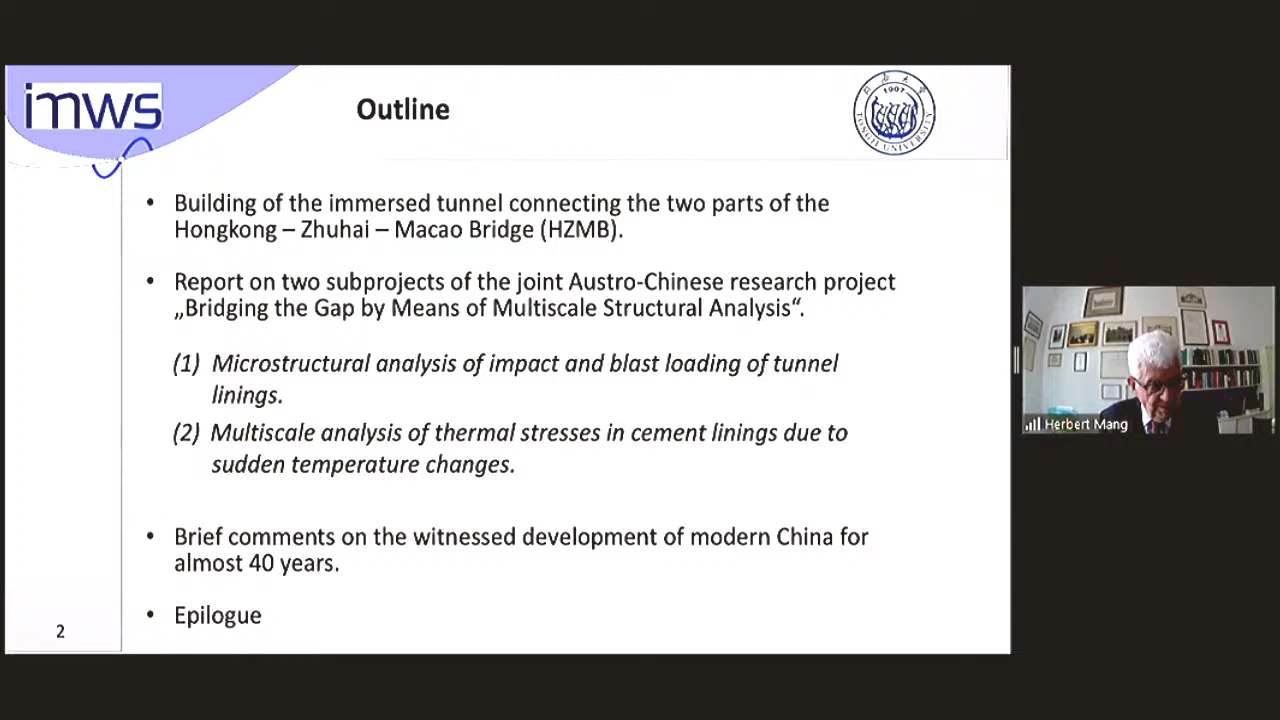 imws
Outline
1907
TONGJI UNIVERSITY
• Building of the immersed tunnel connecting the two parts of the
Hongkong – Zhuhai – Macao Bridge (HZMB).
• Report on two subprojects of the joint Austro-Chinese research project
„Bridging the Gap by Means of Multiscale Structural Analysis“.
(1) Microstructural analysis of impact and blast loading of tunnel
linings.
(2) Multiscale analysis of thermal stresses in cement linings due to
sudden temperature changes.
• Brief comments on the witnessed development of modern China for
almost 40 years.
• Epilogue
2
Herbert Mang